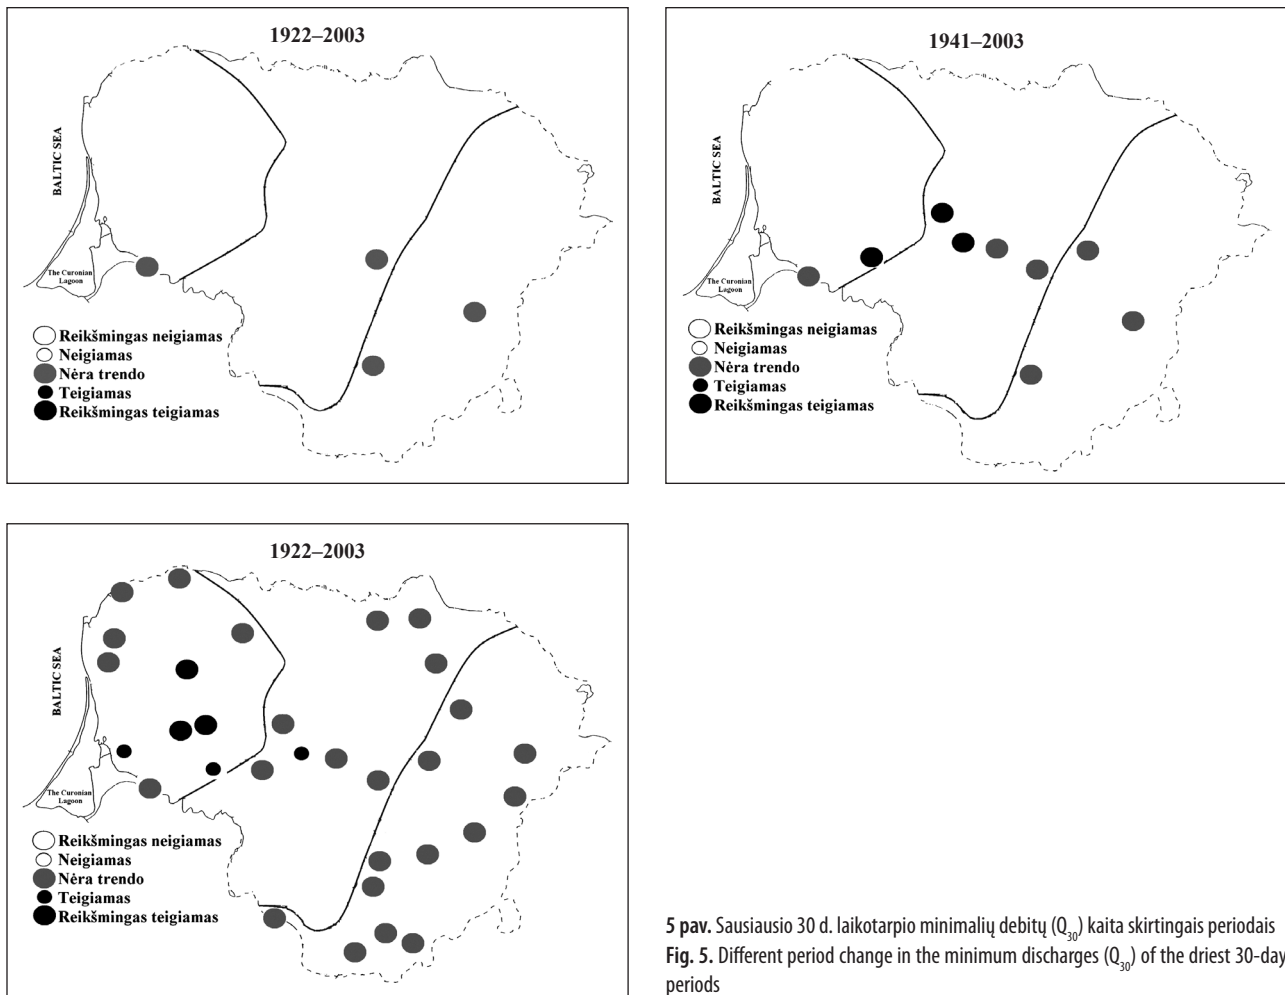 1922–2003
BALTIC SEA
The Curonian
Lagoon
Reikšmingas neigiamas
Neigiamas
Nėra trendo
Teigiamas
Reikšmingas teigiamas
1941–2003
BALTIC SEA
The Curonian
Lagoon
Reikšmingas neigiamas
Neigiamas
Nėra trendo
Teigiamas
Reikšmingas teigiamas
1922–2003
BALTIC SEA
The Curonian
Lagoon
Reikšmingas neigiamas
Neigiamas
Nėra trendo
Teigiamas
Reikšmingas teigiamas
5 pav. Sausiausio 30 d. laikotarpio minimalių debitų (Q30) kaita skirtingais periodais
Fig. 5. Different period change in the minimum discharges (Q30) of the driest 30-day
periods